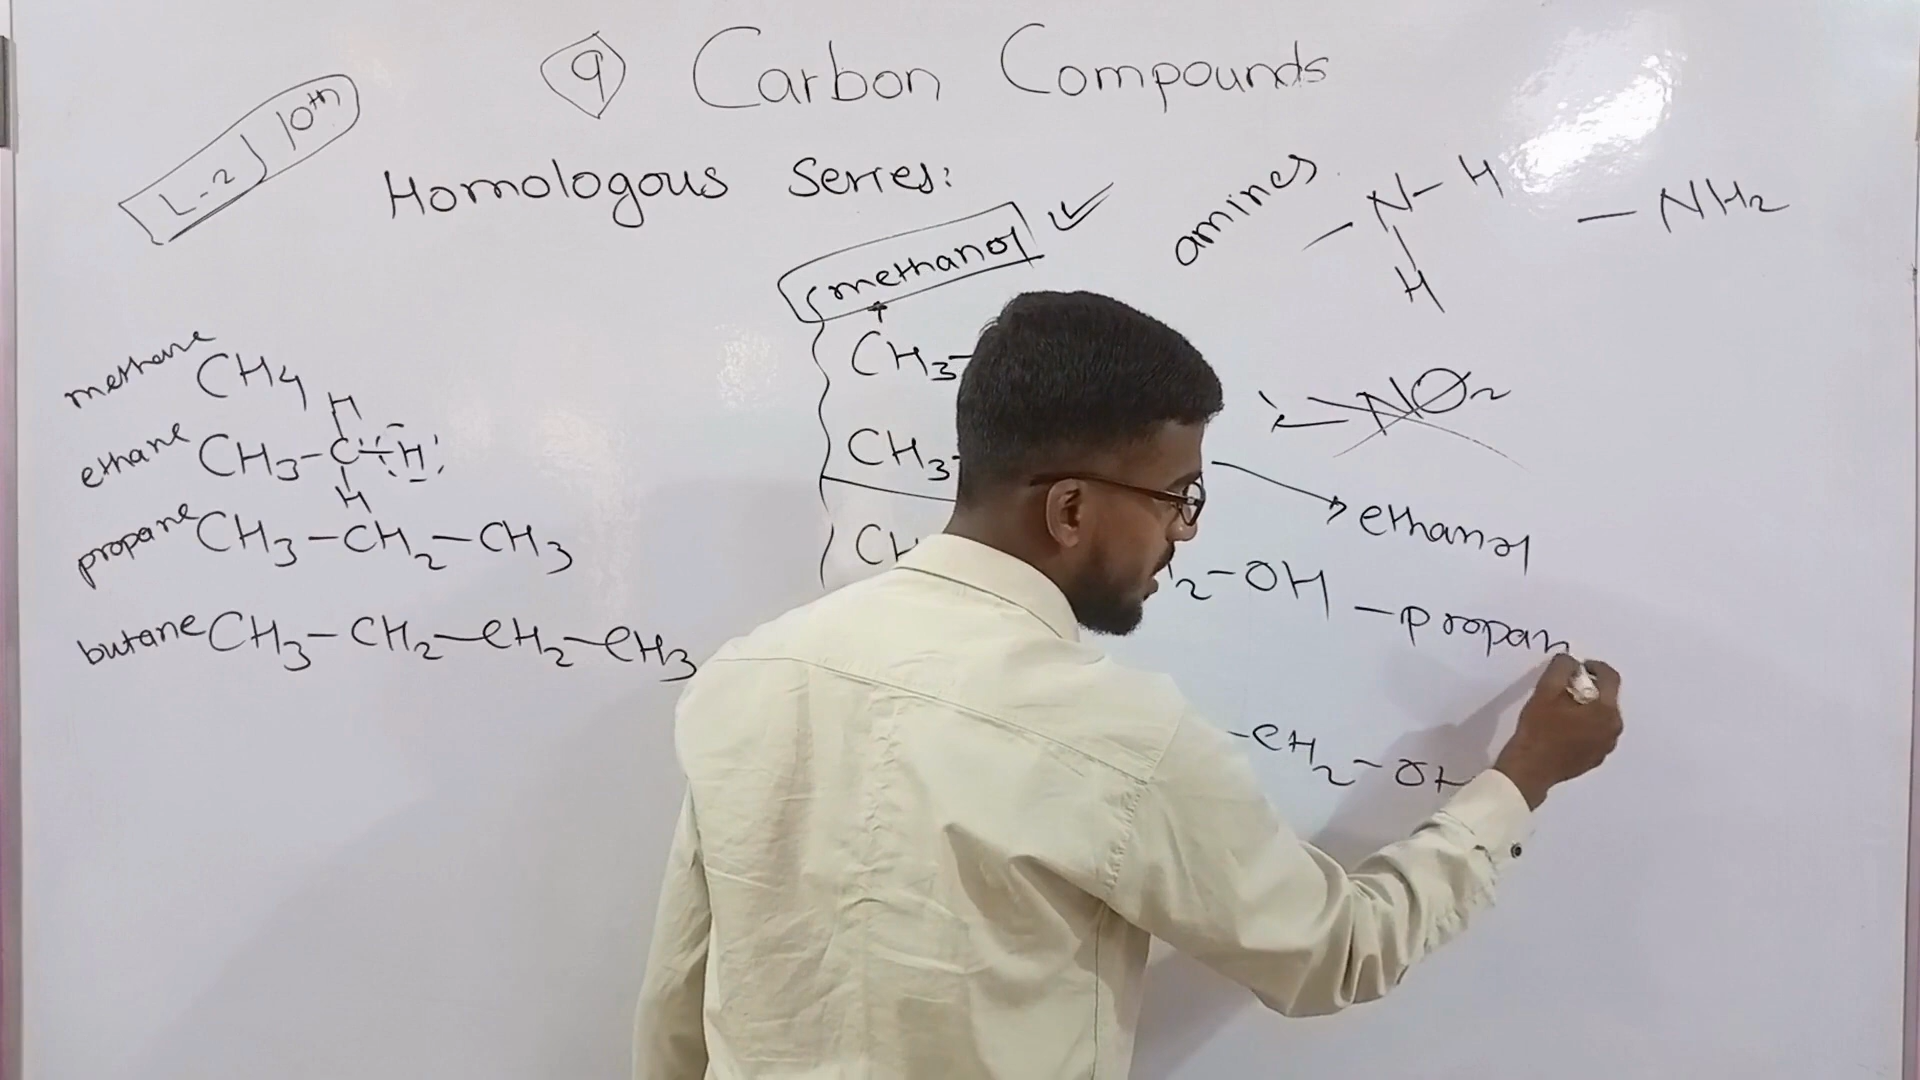 9 Carbon Compounds
L-2 10th
Homologous Series:
methanol
amines -N-H -NH2
H
methane CH4
CH3-
H
ethane CH3-C-H
H
CH3-
NO2
ethanol
propane CH3-CH2-CH3
CH
2-OH -propan
butane CH3-CH2-CH2-CH3
-CH2-OH